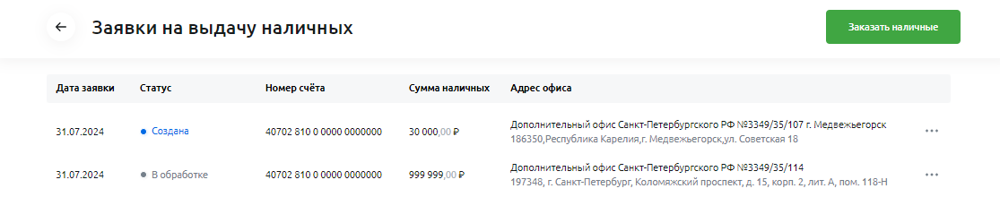 Заявки на выдачу наличных
Заказать наличные
Дата заявки Статус Номер счёта Сумма наличных Адрес офиса
31.07.2024 Создана 40702 810 0 0000 0000000 30 000,00 ₽ Дополнительный офис Санкт-Петербургского РФ №3349/35/107 г. Медвежьегорск
186350,Республика Карелия,г. Медвежьегорск,ул. Советская 18
31.07.2024 В обработке 40702 810 0 0000 0000000 999 999,00 ₽ Дополнительный офис Санкт-Петербургского РФ №3349/35/114
197348, г. Санкт-Петербург, Коломяжский проспект, д. 15, корп. 2, лит. А, пом. 118-Н